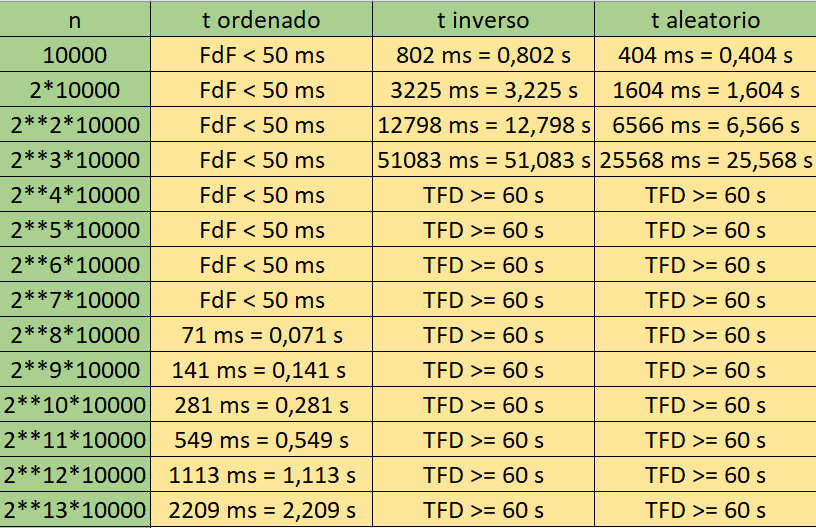 n t ordenado t inverso t aleatorio
10000 FdF < 50 ms 802 ms = 0,802 s 404 ms = 0,404 s
2*10000 FdF < 50 ms 3225 ms = 3,225 s 1604 ms = 1,604 s
2**2*10000 FdF < 50 ms 12798 ms = 12,798 s 6566 ms = 6,566 s
2**3*10000 FdF < 50 ms 51083 ms = 51,083 s 25568 ms = 25,568 s
2**4*10000 FdF < 50 ms TFD >= 60 s TFD >= 60 s
2**5*10000 FdF < 50 ms TFD >= 60 s TFD >= 60 s
2**6*10000 FdF < 50 ms TFD >= 60 s TFD >= 60 s
2**7*10000 FdF < 50 ms TFD >= 60 s TFD >= 60 s
2**8*10000 71 ms = 0,071 s TFD >= 60 s TFD >= 60 s
2**9*10000 141 ms = 0,141 s TFD >= 60 s TFD >= 60 s
2**10*10000 281 ms = 0,281 s TFD >= 60 s TFD >= 60 s
2**11*10000 549 ms = 0,549 s TFD >= 60 s TFD >= 60 s
2**12*10000 1113 ms = 1,113 s TFD >= 60 s TFD >= 60 s
2**13*10000 2209 ms = 2,209 s TFD >= 60 s TFD >= 60 s